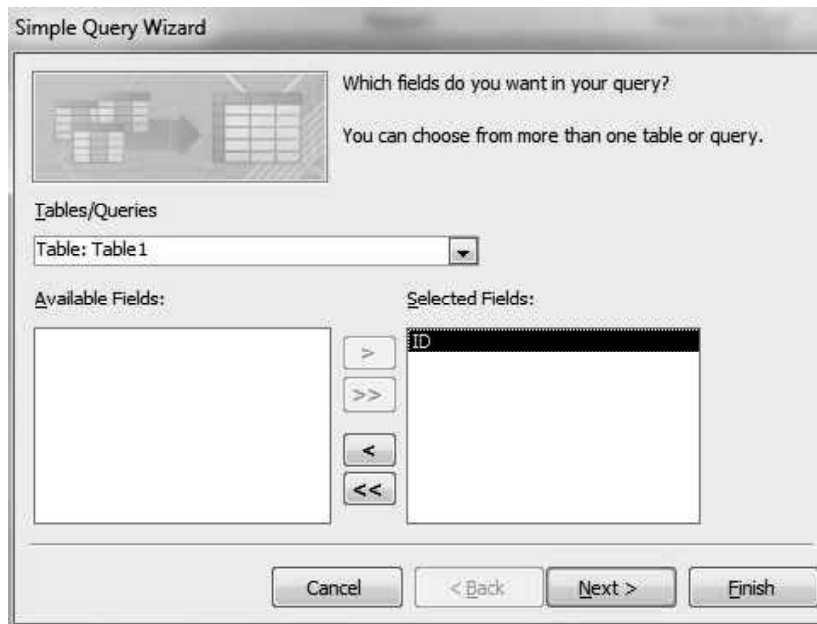 Simple Query Wizard
Which fields do you want in your query?
You can choose from more than one table or query.
Tables/Queries
Table: Table1
Available Fields:
Selected Fields:
ID
>
>>
<
<<
Cancel
< Back
Next >
Finish